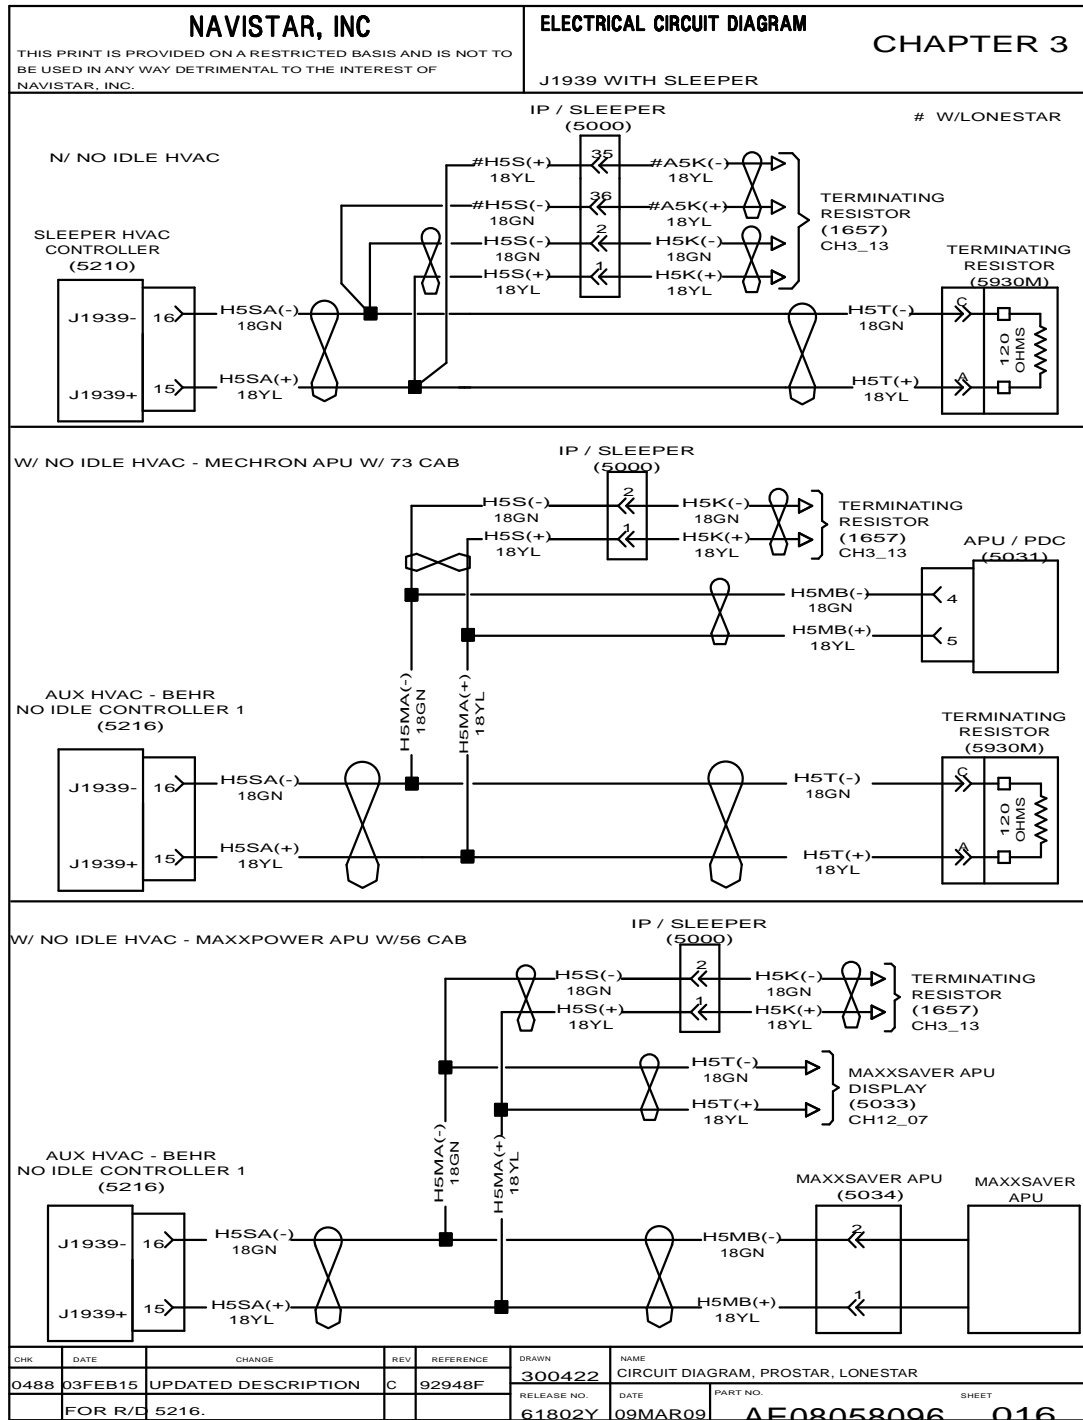 NAVISTAR, INC
THIS PRINT IS PROVIDED ON A RESTRICTED BASIS AND IS NOT TO
BE USED IN ANY WAY DETRIMENTAL TO THE INTEREST OF
NAVISTAR, INC.
ELECTRICAL CIRCUIT DIAGRAM
CHAPTER 3
J1939 WITH SLEEPER
IP / SLEEPER
(5000)
# W/LONESTAR
N/ NO IDLE HVAC
#H5S(+)
18YL
35
#A5K(-)
18YL
#H5S(-)
18GN
36
#A5K(+)
18YL
H5S(-)
18GN
2
H5K(-)
18GN
H5S(+)
18YL
1
H5K(+)
18YL
TERMINATING
RESISTOR
(1657)
CH3_13
SLEEPER HVAC
CONTROLLER
(5210)
TERMINATING
RESISTOR
(5930M)
J1939-
16
H5SA(-)
18GN
H5T(-)
18GN
C
120
OHMS
J1939+
15
H5SA(+)
18YL
H5T(+)
18YL
A
W/ NO IDLE HVAC - MECHRON APU W/ 73 CAB
IP / SLEEPER
(5000)
H5S(-)
18GN
2
H5K(-)
18GN
H5S(+)
18YL
1
H5K(+)
18YL
TERMINATING
RESISTOR
(1657)
CH3_13
APU / PDC
(5031)
H5MB(-)
18GN
4
H5MB(+)
18YL
5
H5MA(-)
18GN
H5MA(+)
18YL
AUX HVAC - BEHR
NO IDLE CONTROLLER 1
(5216)
TERMINATING
RESISTOR
(5930M)
J1939-
16
H5SA(-)
18GN
H5T(-)
18GN
C
120
OHMS
J1939+
15
H5SA(+)
18YL
H5T(+)
18YL
A
W/ NO IDLE HVAC - MAXXPOWER APU W/56 CAB
IP / SLEEPER
(5000)
H5S(-)
18GN
2
H5K(-)
18GN
H5S(+)
18YL
1
H5K(+)
18YL
TERMINATING
RESISTOR
(1657)
CH3_13
H5T(-)
18GN
H5T(+)
18YL
MAXXSAVER APU
DISPLAY
(5033)
CH12_07
H5MA(-)
18GN
H5MA(+)
18YL
AUX HVAC - BEHR
NO IDLE CONTROLLER 1
(5216)
MAXXSAVER APU
(5034)
MAXXSAVER
APU
J1939-
16
H5SA(-)
18GN
H5MB(-)
18GN
2
J1939+
15
H5SA(+)
18YL
H5MB(+)
18YL
1
CHK DATE CHANGE REV REFERENCE
0488 03FEB15 UPDATED DESCRIPTION C 92948F
FOR R/D 5216.
DRAWN
300422
NAME
CIRCUIT DIAGRAM, PROSTAR, LONESTAR
RELEASE NO.
61802Y
DATE
09MAR09
PART NO.
AE08058096
SHEET
016